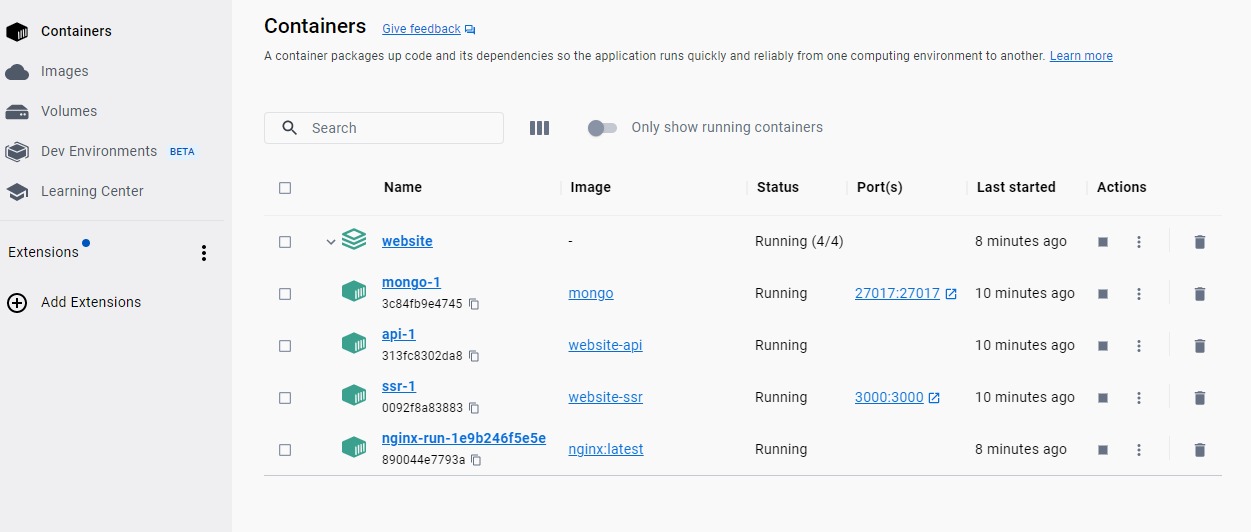 Containers
Images
Volumes
Dev Environments BETA
Learning Center
Extensions
Add Extensions
Containers Give feedback
A container packages up code and its dependencies so the application runs quickly and reliably from one computing environment to another. Learn more
Search
Only show running containers
Name Image Status Port(s) Last started Actions
website - Running (4/4) 8 minutes ago
mongo-1
3c84fb9e4745
mongo Running 27017:27017 10 minutes ago
api-1
313fc8302da8
website-api Running 10 minutes ago
ssr-1
0092f8a83883
website-ssr Running 3000:3000 10 minutes ago
nginx-run-1e9b246f5e5e
890044e7793a
nginx:latest Running 8 minutes ago